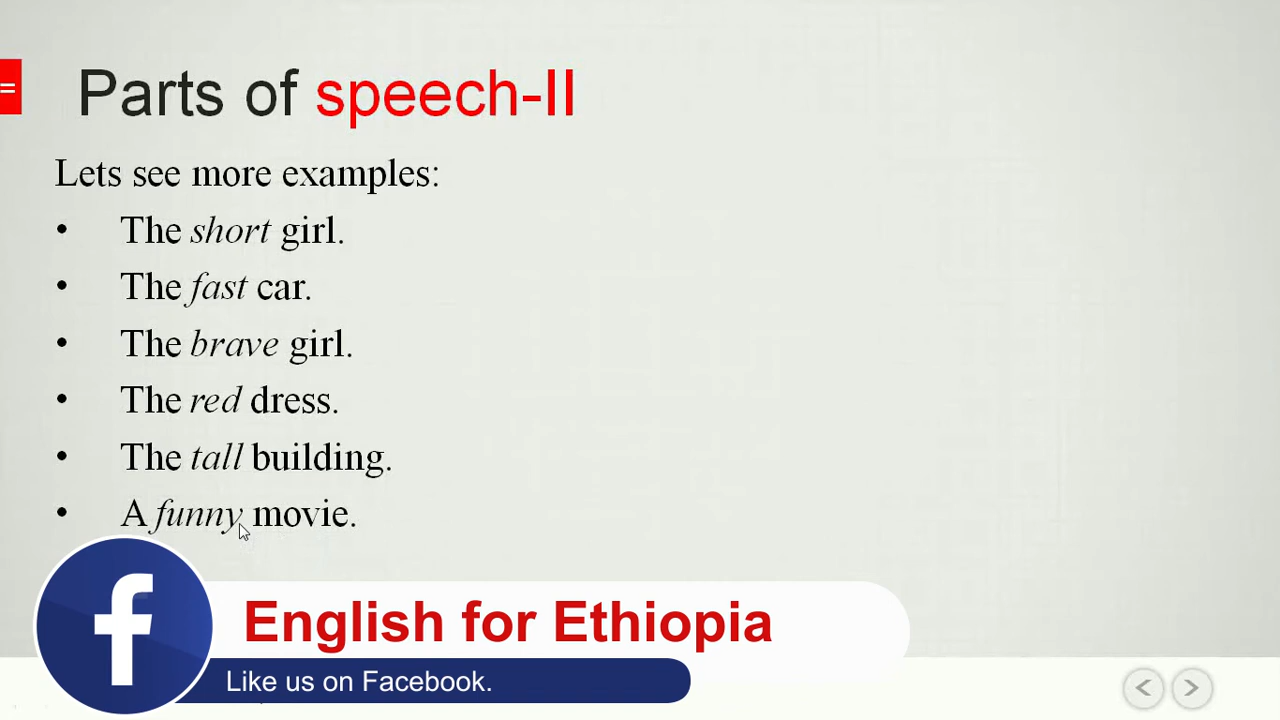 =
Parts of speech-II
Lets see more examples:
• The short girl.
• The fast car.
• The brave girl.
• The red dress.
• The tall building.
• A funny movie.
f
English for Ethiopia
Like us on Facebook.
< >